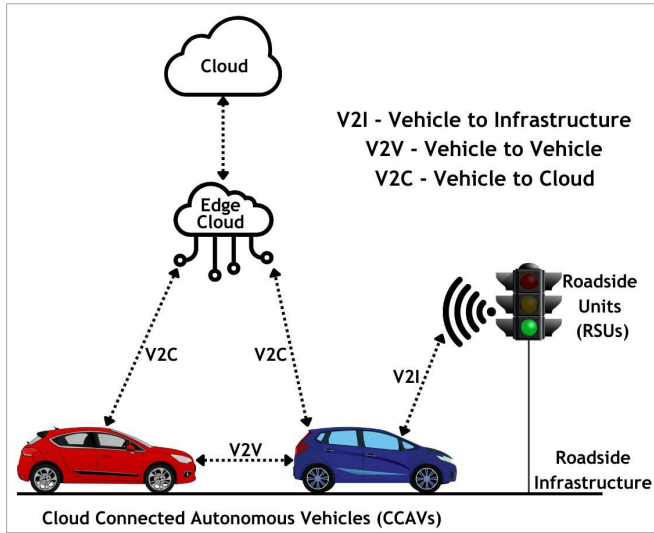 Cloud
V2I - Vehicle to Infrastructure
V2V - Vehicle to Vehicle
V2C - Vehicle to Cloud
Edge
Cloud
Roadside
Units
(RSUs)
V2C
V2C
V2I
V2V
Roadside
Infrastructure
Cloud Connected Autonomous Vehicles (CCAVs)